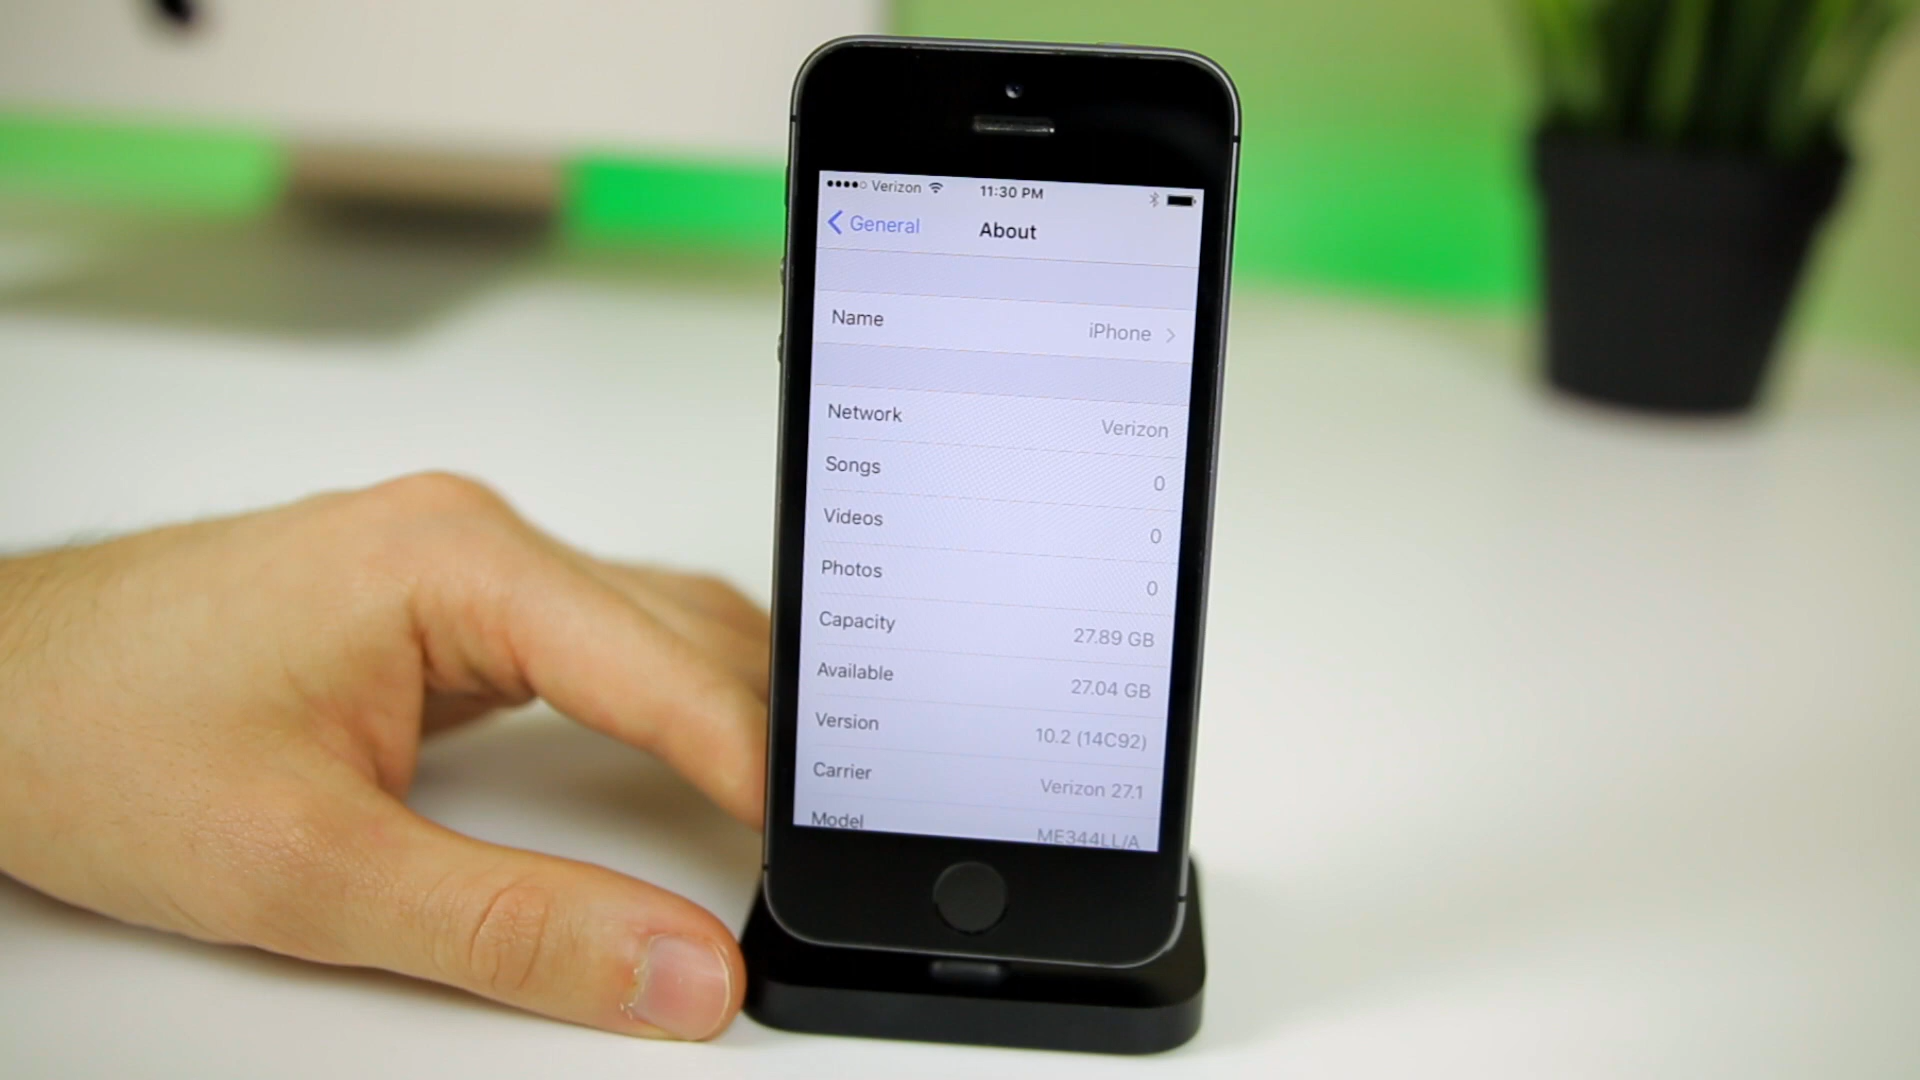 Verizon 11:30 PM
General About
Name iPhone
Network Verizon
Songs 0
Videos 0
Photos 0
Capacity 27.89 GB
Available 27.04 GB
Version 10.2 (14C92)
Carrier Verizon 27.1
Model ME344LL/A